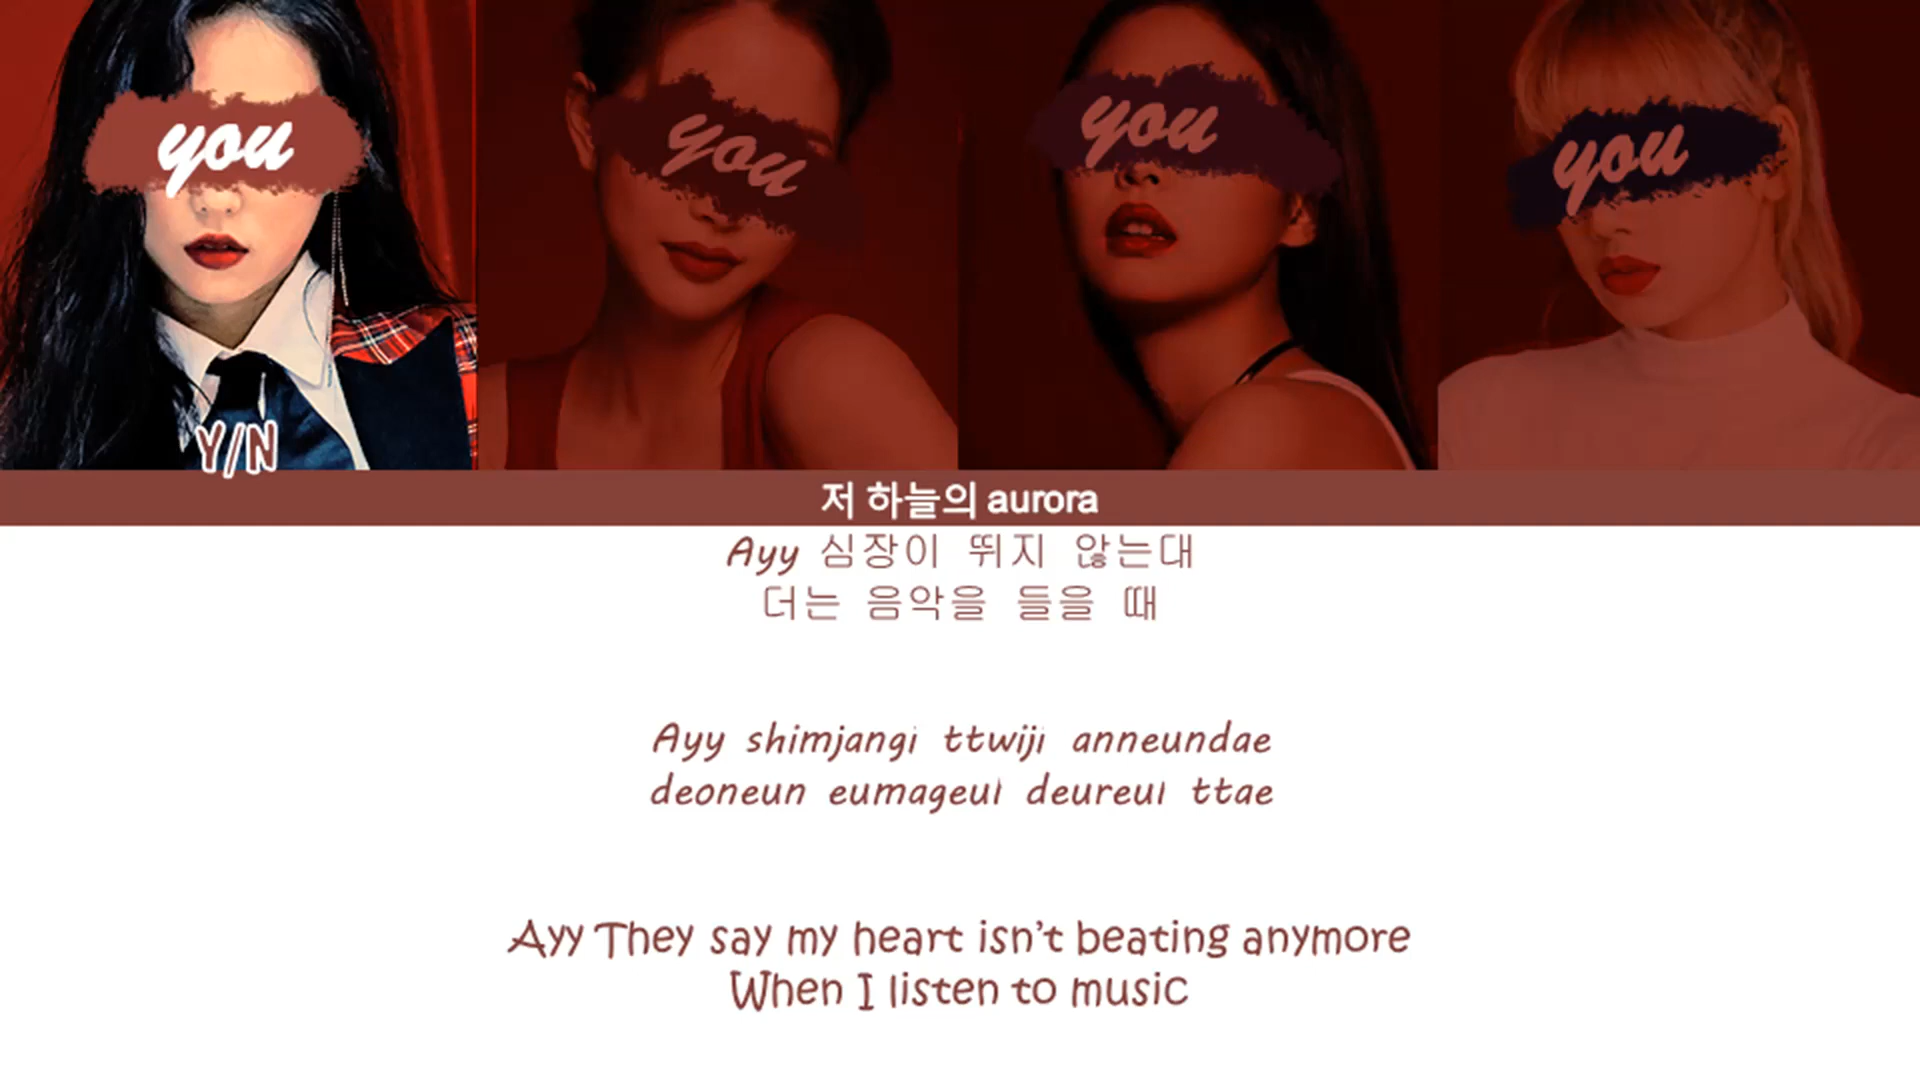 you
you
you
you
Y/N
저 하늘의 aurora
Ayy 심장이 뛰지 않는대
더는 음악을 들을 때
Ayy shimjangi ttwiji anneundae
deoneun eumageul deureul ttae
Ayy They say my heart isn't beating anymore
When I listen to music